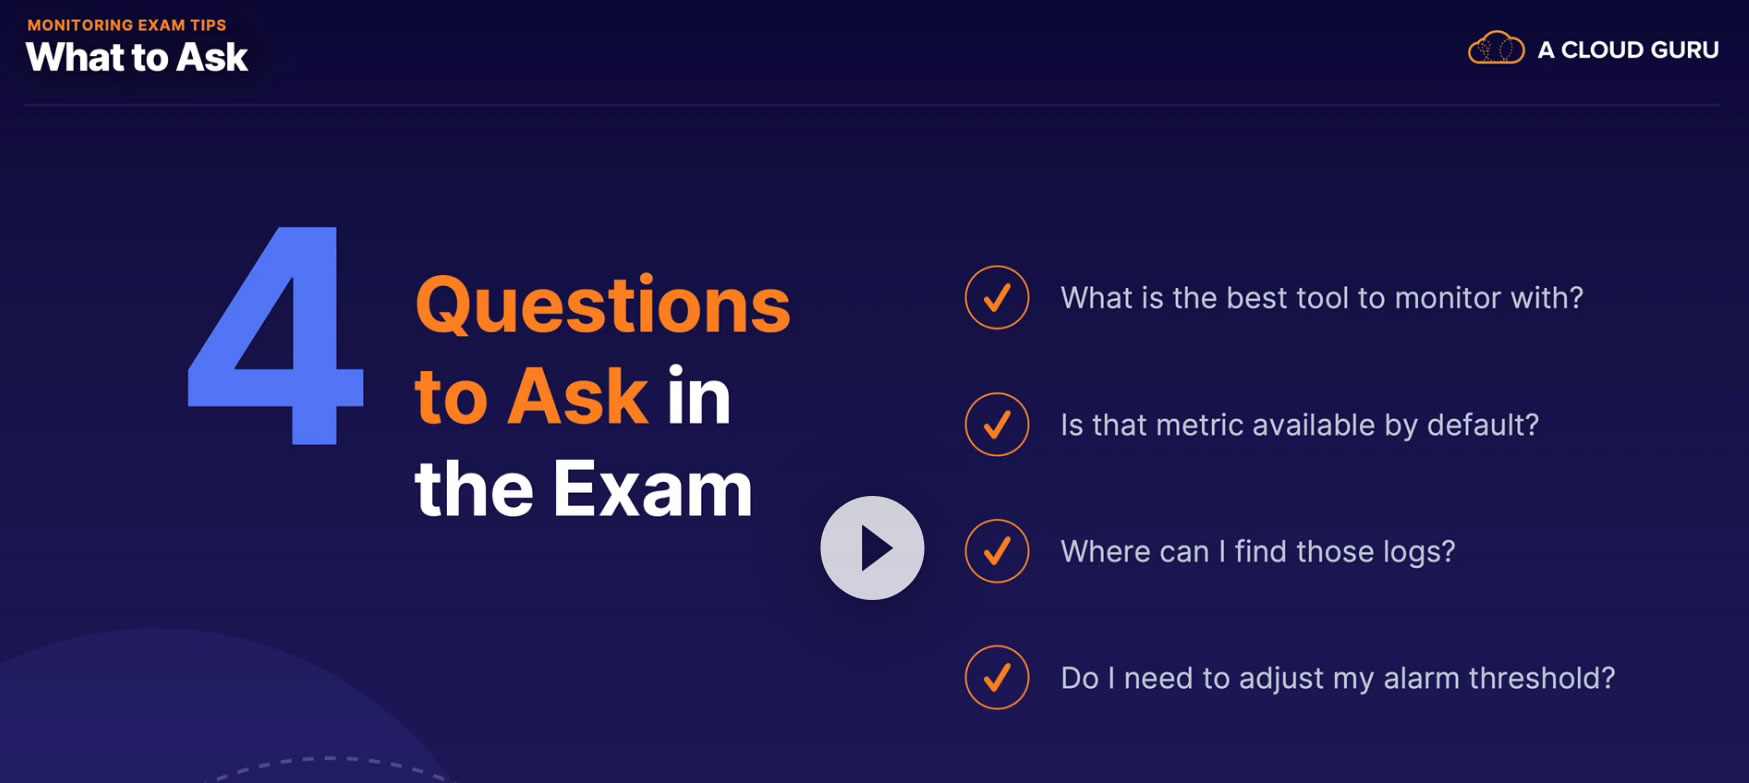 MONITORING EXAM TIPS
What to Ask
A CLOUD GURU
4
Questions
to Ask in
the Exam
What is the best tool to monitor with?
Is that metric available by default?
Where can I find those logs?
Do I need to adjust my alarm threshold?